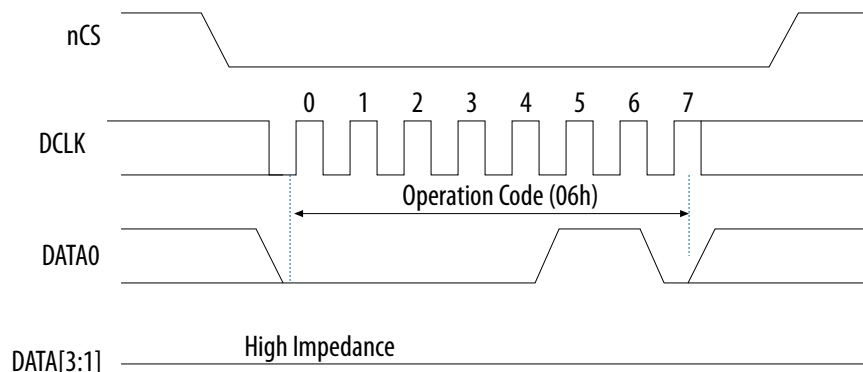 nCS
0 1 2 3 4 5 6 7
DCLK
Operation Code (06h)
DATA0
High Impedance
DATA[3:1]